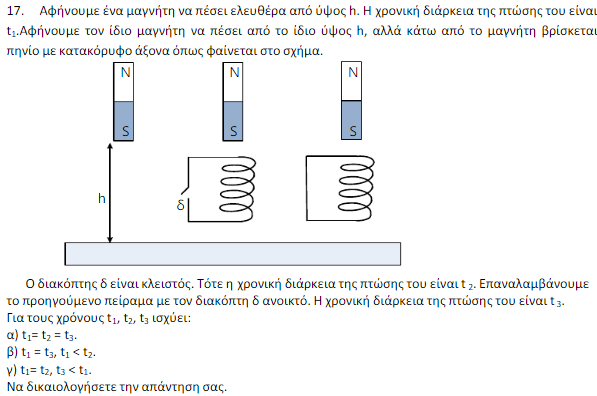 17. Αφήνουμε ένα μαγνήτη να πέσει ελευθέρα από ύψος h. Η χρονική διάρκεια της πτώσης του είναι
t₁.Αφήνουμε τον ίδιο μαγνήτη να πέσει από το ίδιο ύψος h, αλλά κάτω από το μαγνήτη βρίσκεται
πηνίο με κατακόρυφο άξονα όπως φαίνεται στο σχήμα.
N N N
S S S
h δ
Ο διακόπτης δ είναι κλειστός. Τότε η χρονική διάρκεια της πτώσης του είναι t ₂. Επαναλαμβάνουμε
το προηγούμενο πείραμα με τον διακόπτη δ ανοικτό. Η χρονική διάρκεια της πτώσης του είναι t ₃.
Για τους χρόνους t₁, t₂, t₃ ισχύει:
α) t₁= t₂ = t₃.
β) t₁ = t₃, t₁ < t₂.
γ) t₁= t₂, t₃ < t₁.
Να δικαιολογήσετε την απάντηση σας.